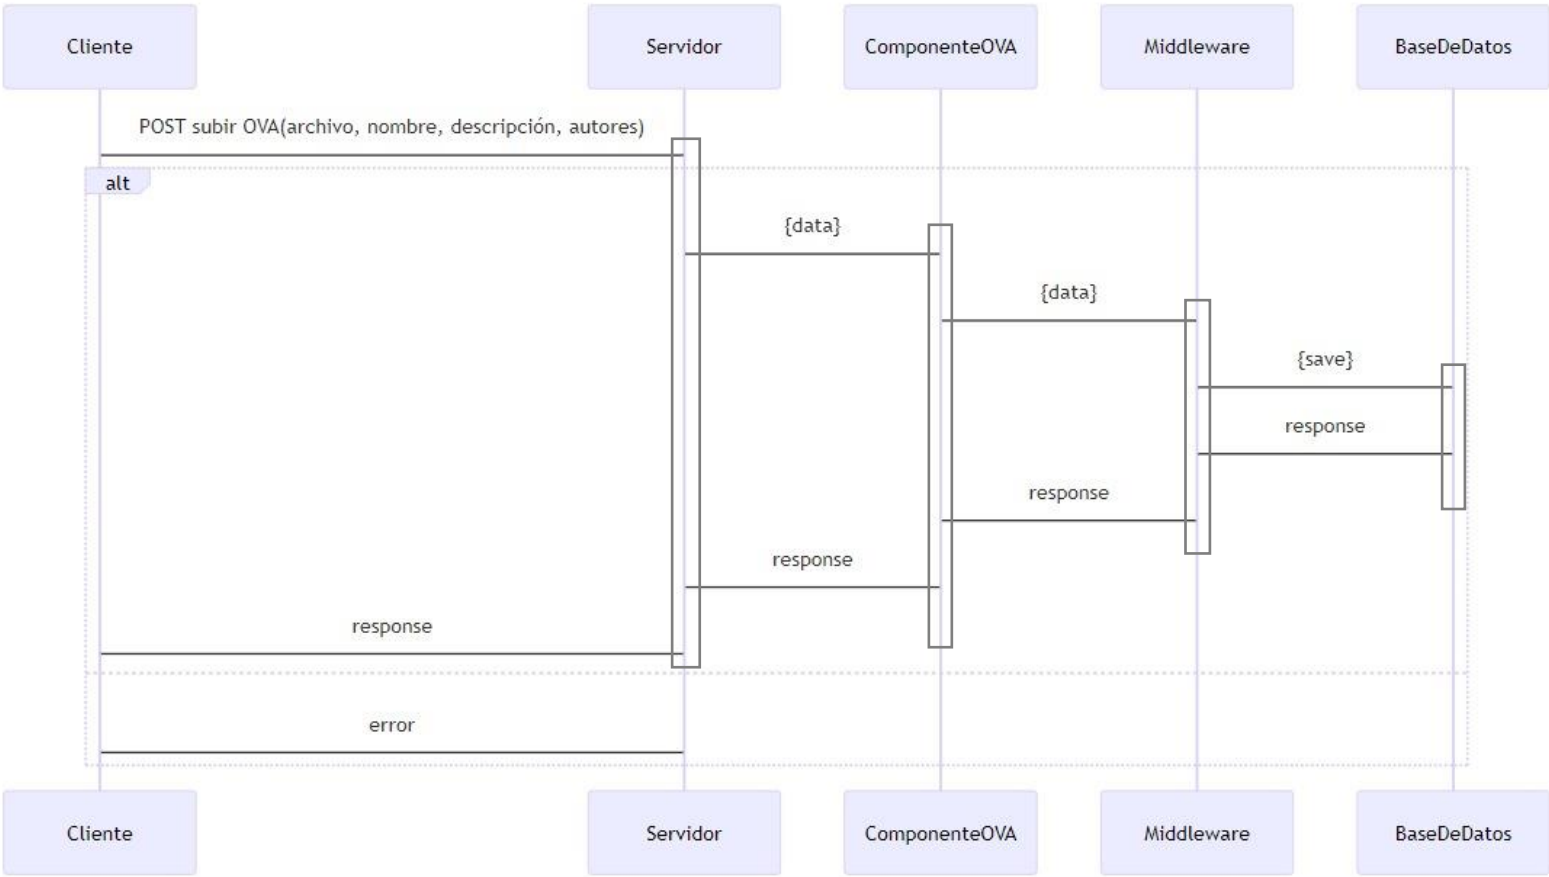 Cliente
Servidor
ComponenteOVA
Middleware
BaseDeDatos
POST subir OVA(archivo, nombre, descripción, autores)
alt
{data}
{data}
{save}
response
response
response
response
error
Cliente
Servidor
ComponenteOVA
Middleware
BaseDeDatos